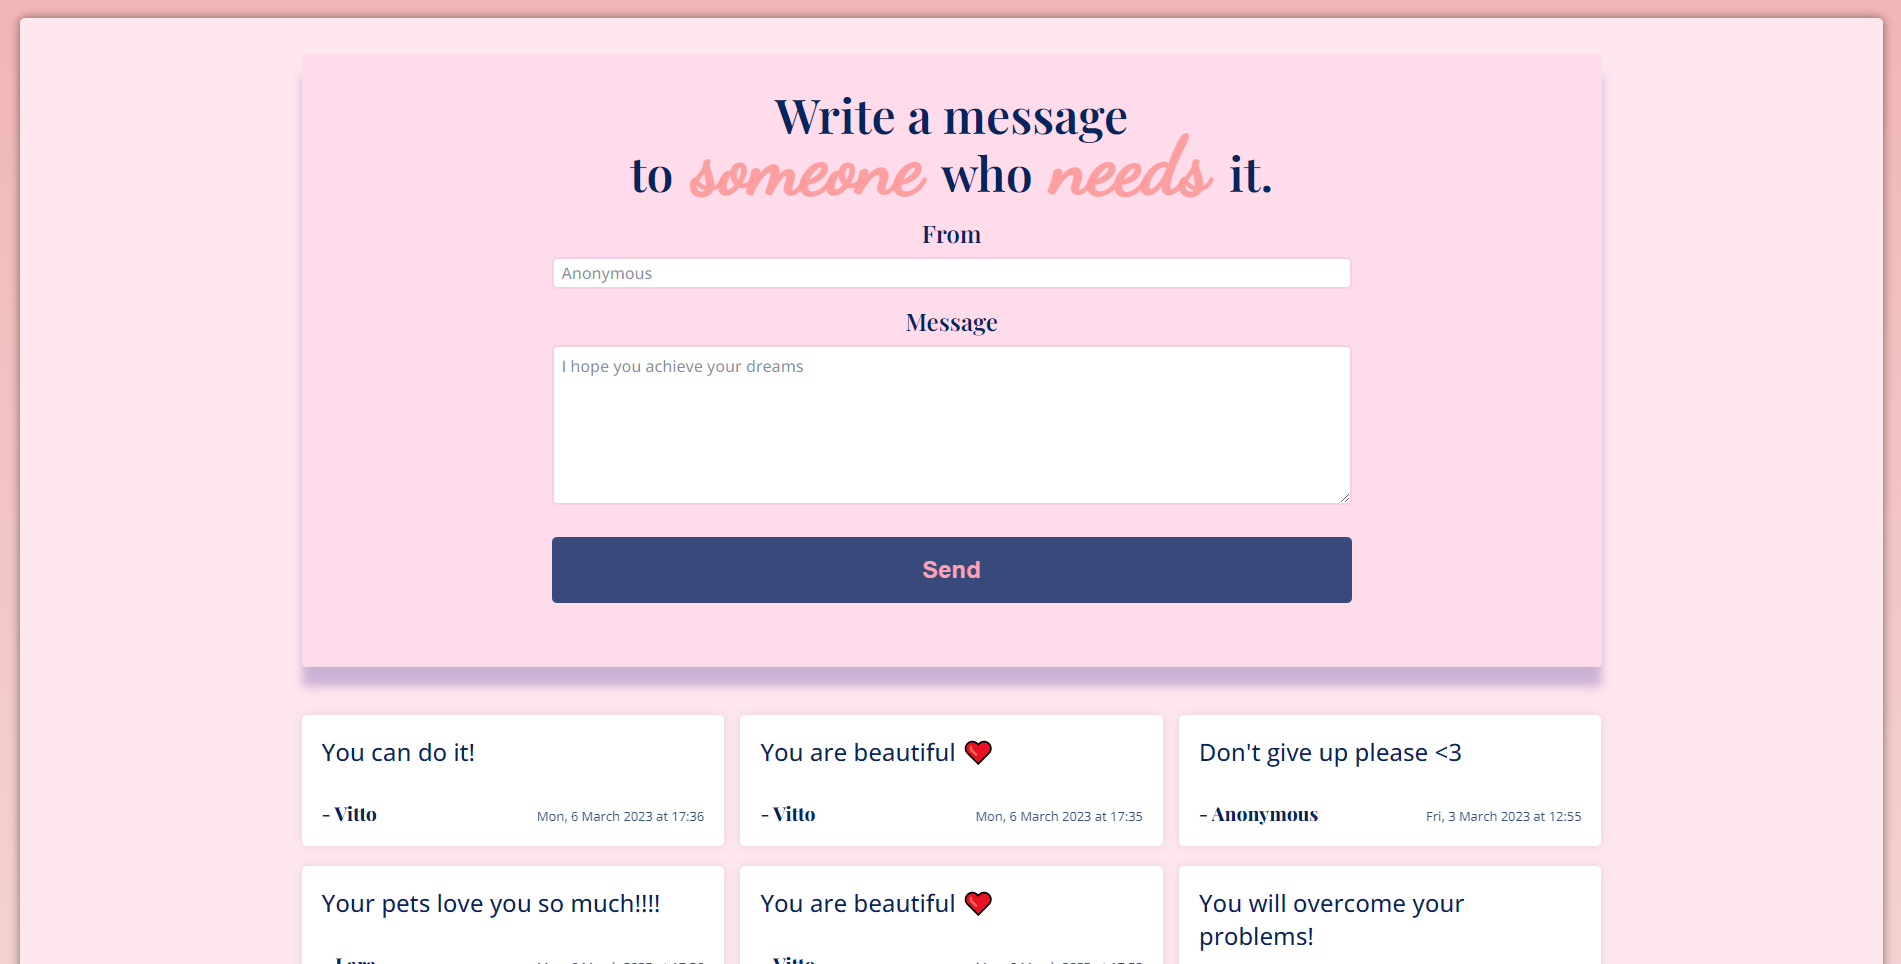 Write a message
to someone who needs it.
From
Anonymous
Message
I hope you achieve your dreams
Send
You can do it!
- Vitto
Mon, 6 March 2023 at 17:36
You are beautiful ❤️
- Vitto
Mon, 6 March 2023 at 17:35
Don't give up please <3
- Anonymous
Fri, 3 March 2023 at 12:55
Your pets love you so much!!!!
You are beautiful ❤️
- Vitto
You will overcome your
problems!